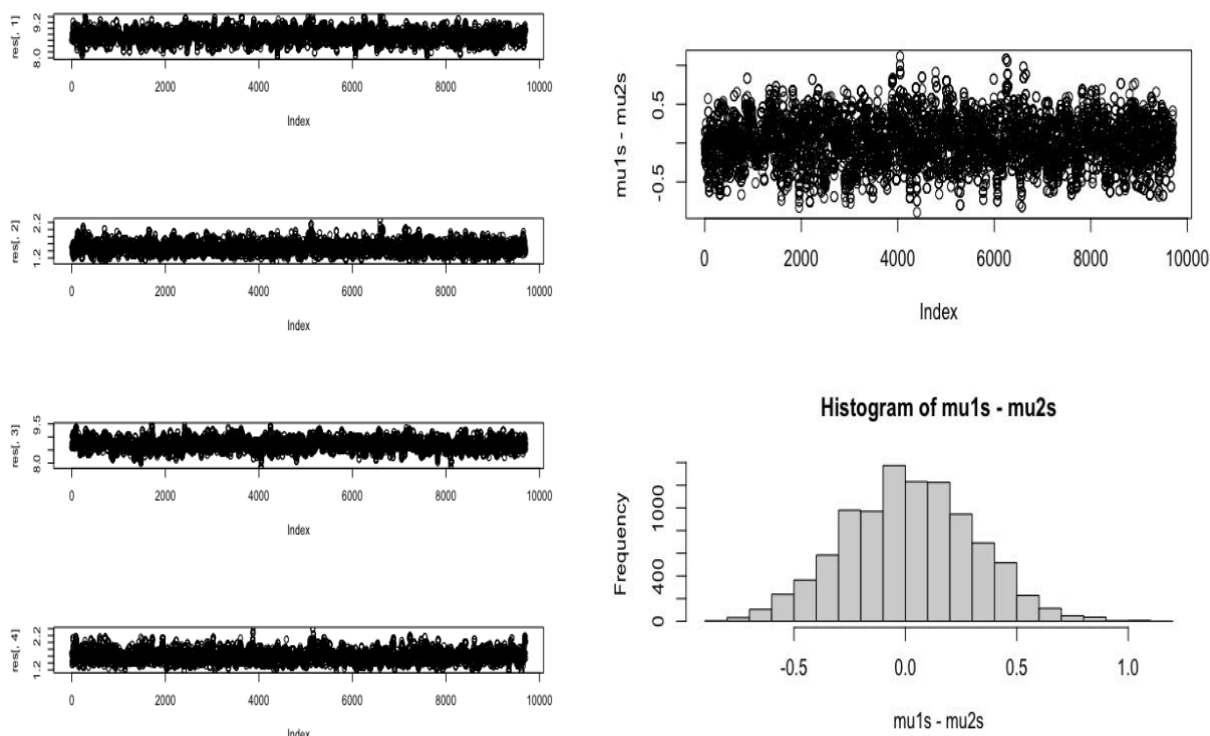 res[, 1]
8.0 9.2
0 2000 4000 6000 8000 10000
Index
res[, 2]
1.2 2.2
0 2000 4000 6000 8000 10000
Index
res[, 3]
8.0 9.5
0 2000 4000 6000 8000 10000
Index
res[, 4]
1.2 2.2
0 2000 4000 6000 8000 10000
Index
mu1s - mu2s
-0.5 0.5
0 2000 4000 6000 8000 10000
Index
Histogram of mu1s - mu2s
Frequency
0 400 1000
-0.5 0.0 0.5 1.0
mu1s - mu2s